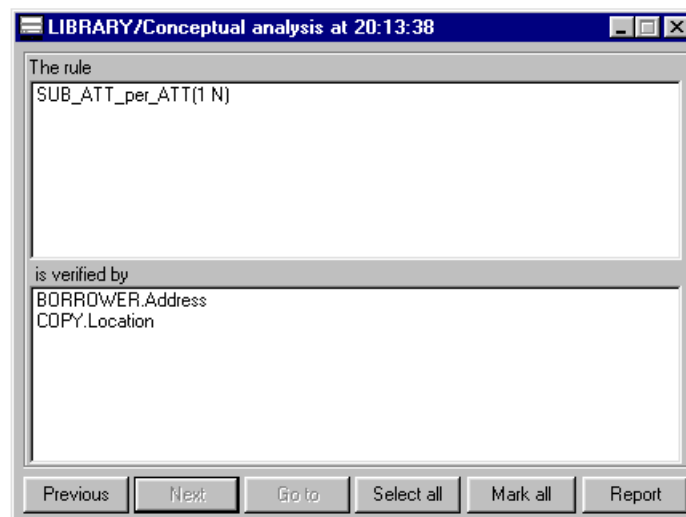 LIBRARY/Conceptual analysis at 20:13:38
The rule
SUB_ATT_per_ATT(1 N)
is verified by
BORROWER.Address
COPY.Location
Previous Next Go to Select all Mark all Report